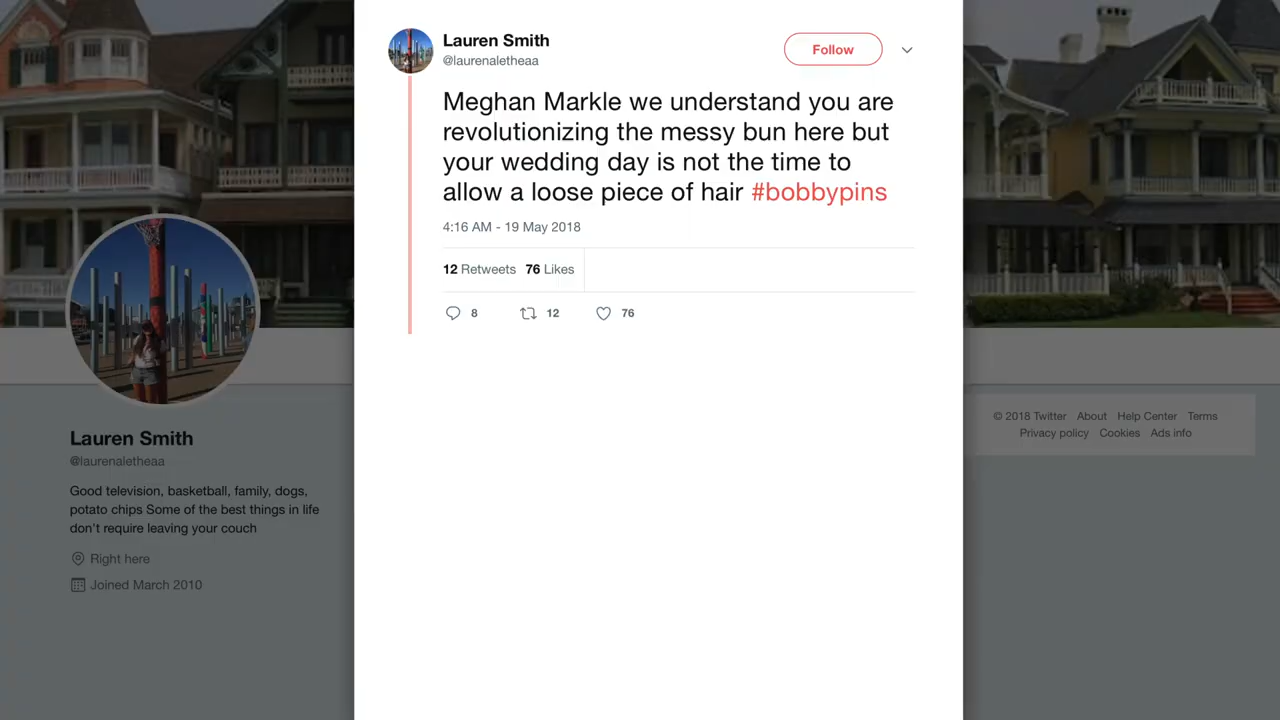 Lauren Smith
@laurenaletheaa
Follow
Meghan Markle we understand you are
revolutionizing the messy bun here but
your wedding day is not the time to
allow a loose piece of hair #bobbypins
4:16 AM - 19 May 2018
12 Retweets 76 Likes
8 12 76
Lauren Smith
@laurenaletheaa
Good television, basketball, family, dogs,
potato chips Some of the best things in life
don't require leaving your couch
Right here
Joined March 2010
© 2018 Twitter About Help Center Terms
Privacy policy Cookies Ads info